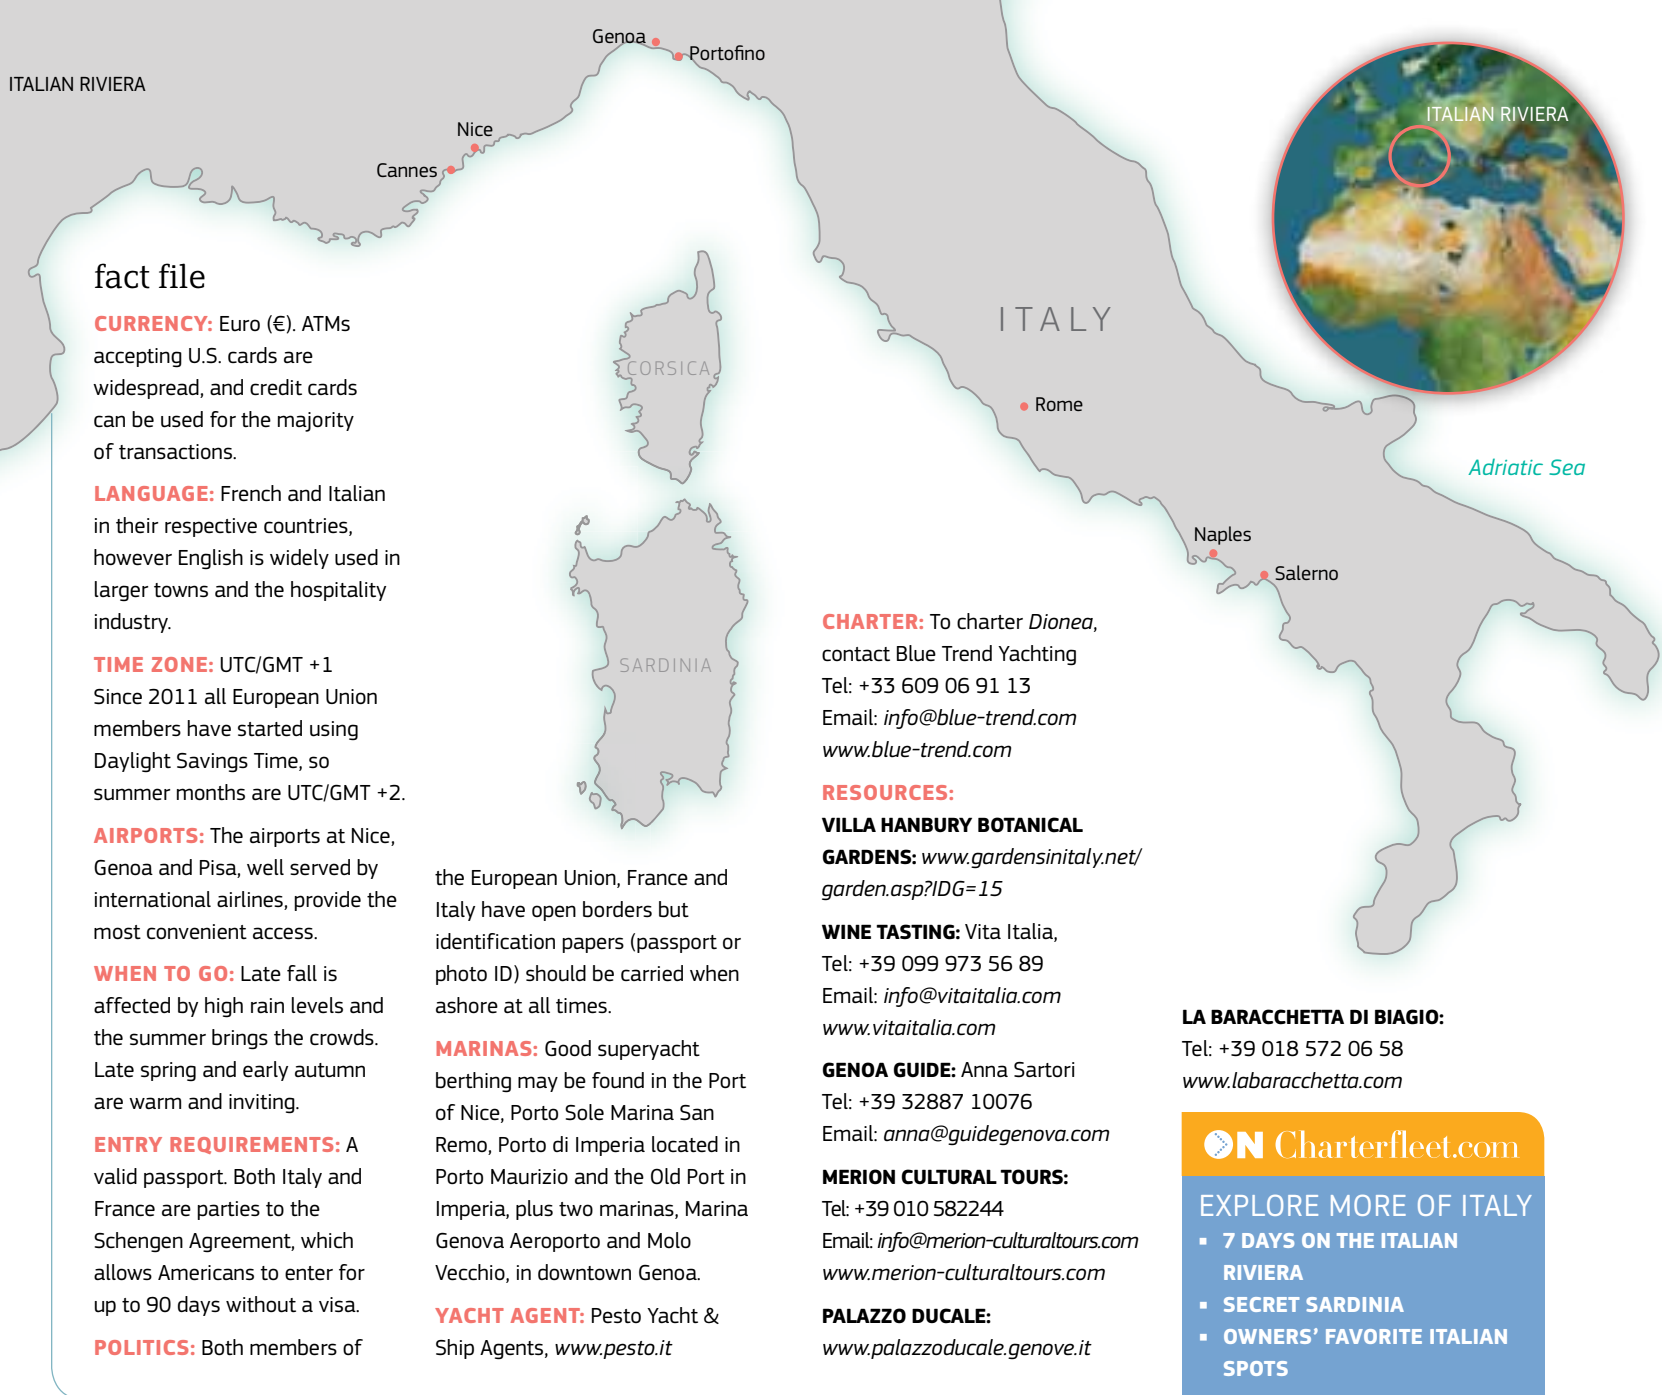 Genoa
Portofino
ITALIAN RIVIERA
Nice
Cannes
ITALIAN RIVIERA
ITALY
CORSICA
Rome
Adriatic Sea
Naples
Salerno
SARDINIA
fact file
CURRENCY: Euro (€). ATMs
accepting U.S. cards are
widespread, and credit cards
can be used for the majority
of transactions.
LANGUAGE: French and Italian
in their respective countries,
however English is widely used in
larger towns and the hospitality
industry.
TIME ZONE: UTC/GMT +1
Since 2011 all European Union
members have started using
Daylight Savings Time, so
summer months are UTC/GMT +2.
AIRPORTS: The airports at Nice,
Genoa and Pisa, well served by
international airlines, provide the
most convenient access.
WHEN TO GO: Late fall is
affected by high rain levels and
the summer brings the crowds.
Late spring and early autumn
are warm and inviting.
ENTRY REQUIREMENTS: A
valid passport. Both Italy and
France are parties to the
Schengen Agreement, which
allows Americans to enter for
up to 90 days without a visa.
POLITICS: Both members of
the European Union, France and
Italy have open borders but
identification papers (passport or
photo ID) should be carried when
ashore at all times.
MARINAS: Good superyacht
berthing may be found in the Port
of Nice, Porto Sole Marina San
Remo, Porto di Imperia located in
Porto Maurizio and the Old Port in
Imperia, plus two marinas, Marina
Genova Aeroporto and Molo
Vecchio, in downtown Genoa.
YACHT AGENT: Pesto Yacht &
Ship Agents, www.pesto.it
CHARTER: To charter Dionea,
contact Blue Trend Yachting
Tel: +33 609 06 91 13
Email: info@blue-trend.com
www.blue-trend.com
RESOURCES:
VILLA HANBURY BOTANICAL
GARDENS: www.gardensinitaly.net/
garden.asp?IDG=15
WINE TASTING: Vita Italia,
Tel: +39 099 973 56 89
Email: info@vitaitalia.com
www.vitaitalia.com
GENOA GUIDE: Anna Sartori
Tel: +39 32887 10076
Email: anna@guidegenova.com
MERION CULTURAL TOURS:
Tel: +39 010 582244
Email: info@merion-culturaltours.com
www.merion-culturaltours.com
PALAZZO DUCALE:
www.palazzoducale.genove.it
LA BARACCHETTA DI BIAGIO:
Tel: +39 018 572 06 58
www.labaracchetta.com
ON Charterfleet.com
EXPLORE MORE OF ITALY
▪ 7 DAYS ON THE ITALIAN
RIVIERA
▪ SECRET SARDINIA
▪ OWNERS' FAVORITE ITALIAN
SPOTS